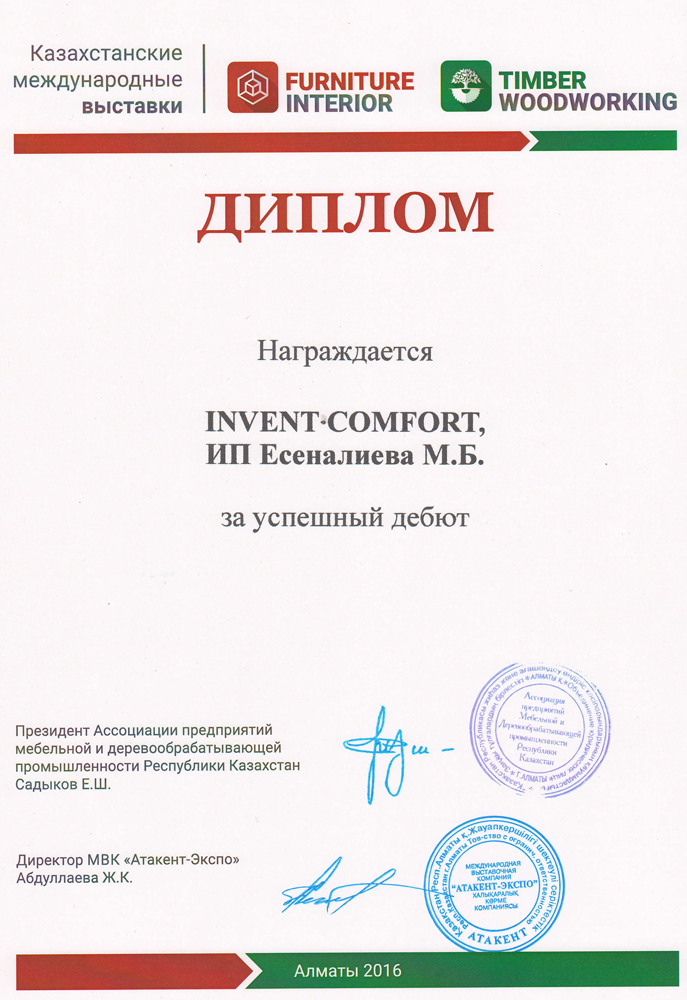 Казахстанские
международные
выставки
FURNITURE
INTERIOR
TIMBER
WOODWORKING
ДИПЛОМ
Награждается
INVENT·COMFORT,
ИП Есеналиева М.Б.
за успешный дебют
Президент Ассоциации предприятий
мебельной и деревообрабатывающей
промышленности Республики Казахстан
Садыков Е.Ш.
Ассоциация
предприятий
Мебельной и
Деревообрабатывающей
промышленности
Республики
Казахстан
Директор МВК «Атакент-Экспо»
Абдуллаева Ж.К.
МЕЖДУНАРОДНАЯ
ВЫСТАВОЧНАЯ
КОМПАНИЯ
"АТАКЕНТ-ЭКСПО"
ХАЛЫҚАРАЛЫҚ
КӨРМЕ
КОМПАНИЯСЫ
АТАКЕНТ
Алматы 2016